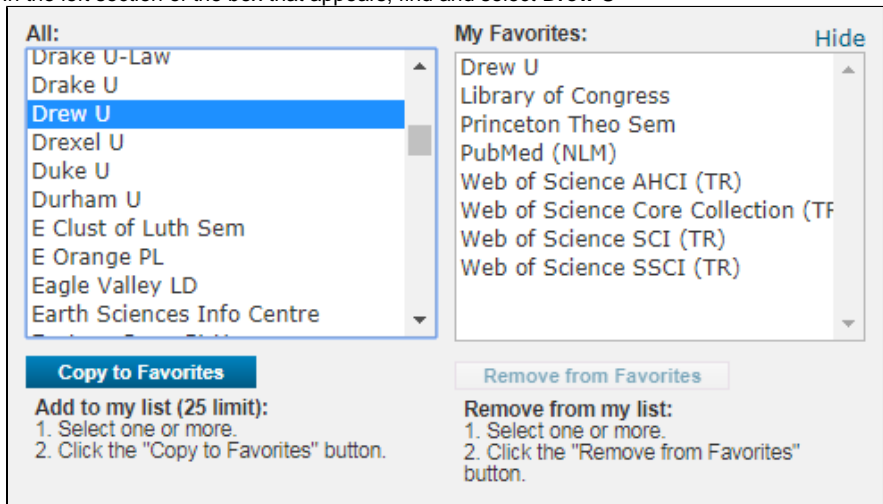 in the left section of the box that appears, find and select Drew U
All:
Drake U-Law
Drake U
Drew U
Drexel U
Duke U
Durham U
E Clust of Luth Sem
E Orange PL
Eagle Valley LD
Earth Sciences Info Centre
Copy to Favorites
Add to my list (25 limit):
1. Select one or more.
2. Click the "Copy to Favorites" button.
My Favorites:
Hide
Drew U
Library of Congress
Princeton Theo Sem
PubMed (NLM)
Web of Science AHCI (TR)
Web of Science Core Collection (TR
Web of Science SCI (TR)
Web of Science SSCI (TR)
Remove from Favorites
Remove from my list:
1. Select one or more.
2. Click the "Remove from Favorites"
button.